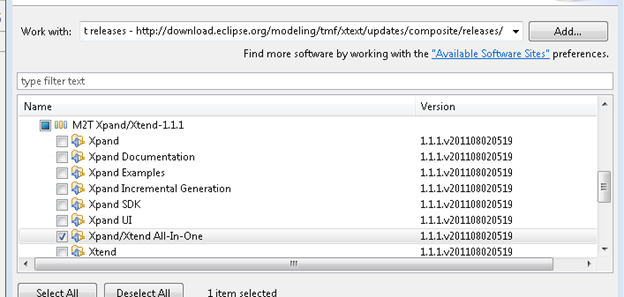 Work with: t releases - http://download.eclipse.org/modeling/tmf/xtext/updates/composite/releases/ Add...
Find more software by working with the "Available Software Sites" preferences.
type filter text
Name Version
M2T Xpand/Xtend-1.1.1
Xpand 1.1.1.v201108020519
Xpand Documentation 1.1.1.v201108020519
Xpand Examples 1.1.1.v201108020519
Xpand Incremental Generation 1.1.1.v201108020519
Xpand SDK 1.1.1.v201108020519
Xpand UI 1.1.1.v201108020519
Xpand/Xtend All-In-One 1.1.1.v201108020519
Xtend 1.1.1.v201108020519
Select All Deselect All 1 item selected